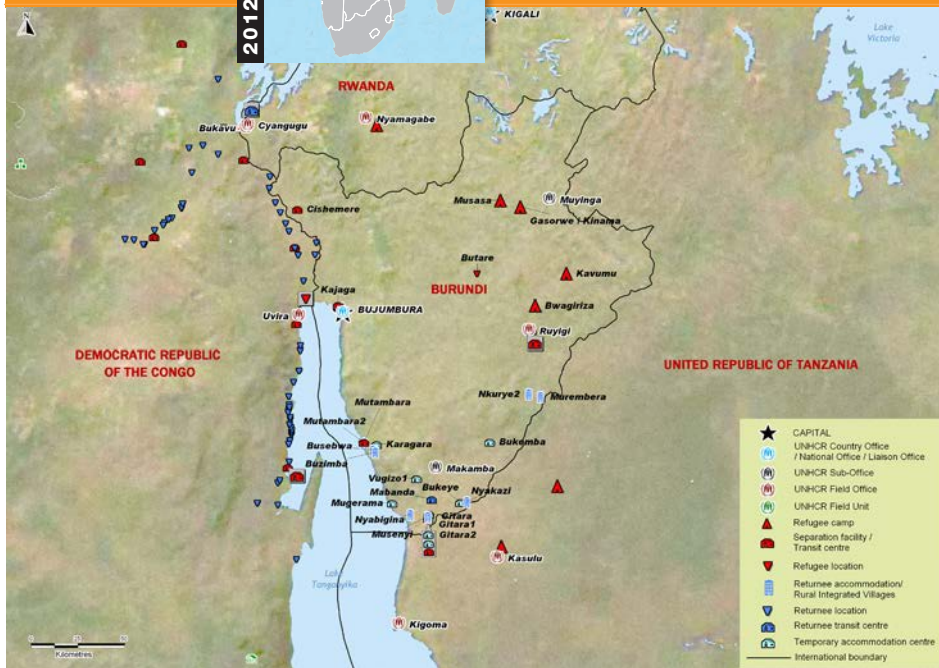 2012
N
KIGALI
Lake
Victoria
RWANDA
Nyamagabe
Bukavu
Cyangugu
Musasa
Muyinga
Gasorwe / Kinama
Cishemere
Butare
Kavumu
BURUNDI
Kajaga
Bwagiriza
Uvira
BUJUMBURA
Ruyigi
DEMOCRATIC REPUBLIC
OF THE CONGO
UNITED REPUBLIC OF TANZANIA
Nkurye2
Murembera
Mutambara
Mutambara2
Busebwa
Karagara
Bukemba
Buzimba
Makamba
Vugizo1
Bukeye
Mabanda
Nyakazi
Mugerama
Nyabigina
Gitara
Gitara1
Musenyi
Gitara2
Kasulu
Lake
Tanganyika
Kigoma
0 25 50
Kilometres
CAPITAL
UNHCR Country Office
/ National Office / Liaison Office
UNHCR Sub-Office
UNHCR Field Office
UNHCR Field Unit
Refugee camp
Separation facility /
Transit centre
Refugee location
Returnee accommodation/
Rural Integrated Villages
Returnee location
Returnee transit centre
Temporary accommodation centre
International boundary